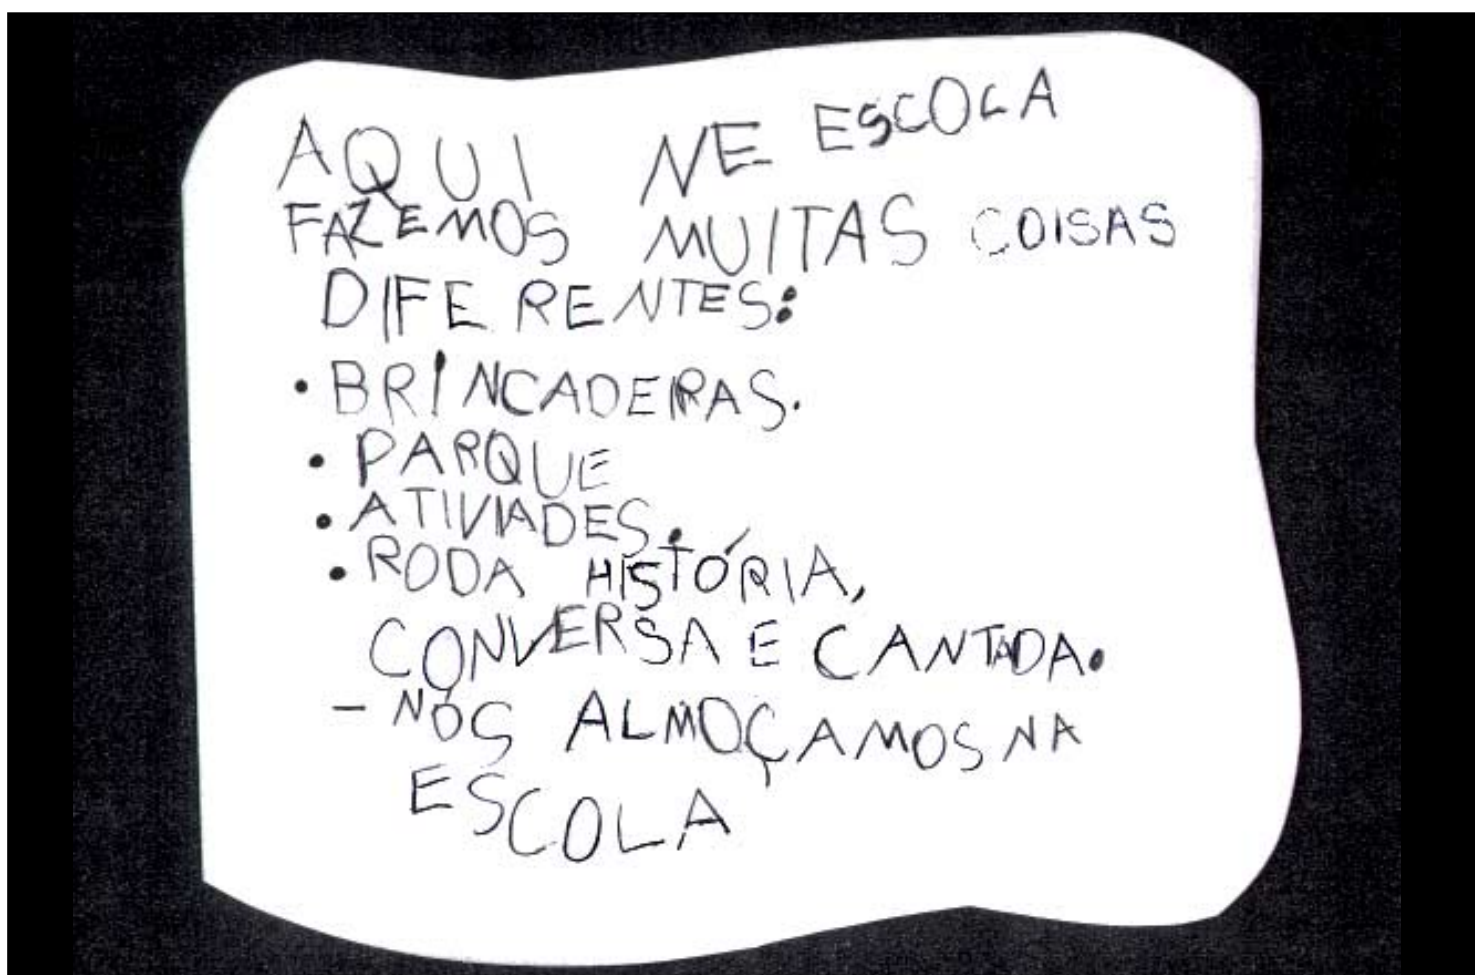 AQUI NE ESCOLA
FAZEMOS MUITAS COISAS
DIFERENTES:
• BRINCADEIRAS.
• PARQUE
• ATIVIADES.
• RODA HISTÓRIA,
CONVERSA E CANTADA.
- NÓS ALMOÇAMOS NA
ESCOLA